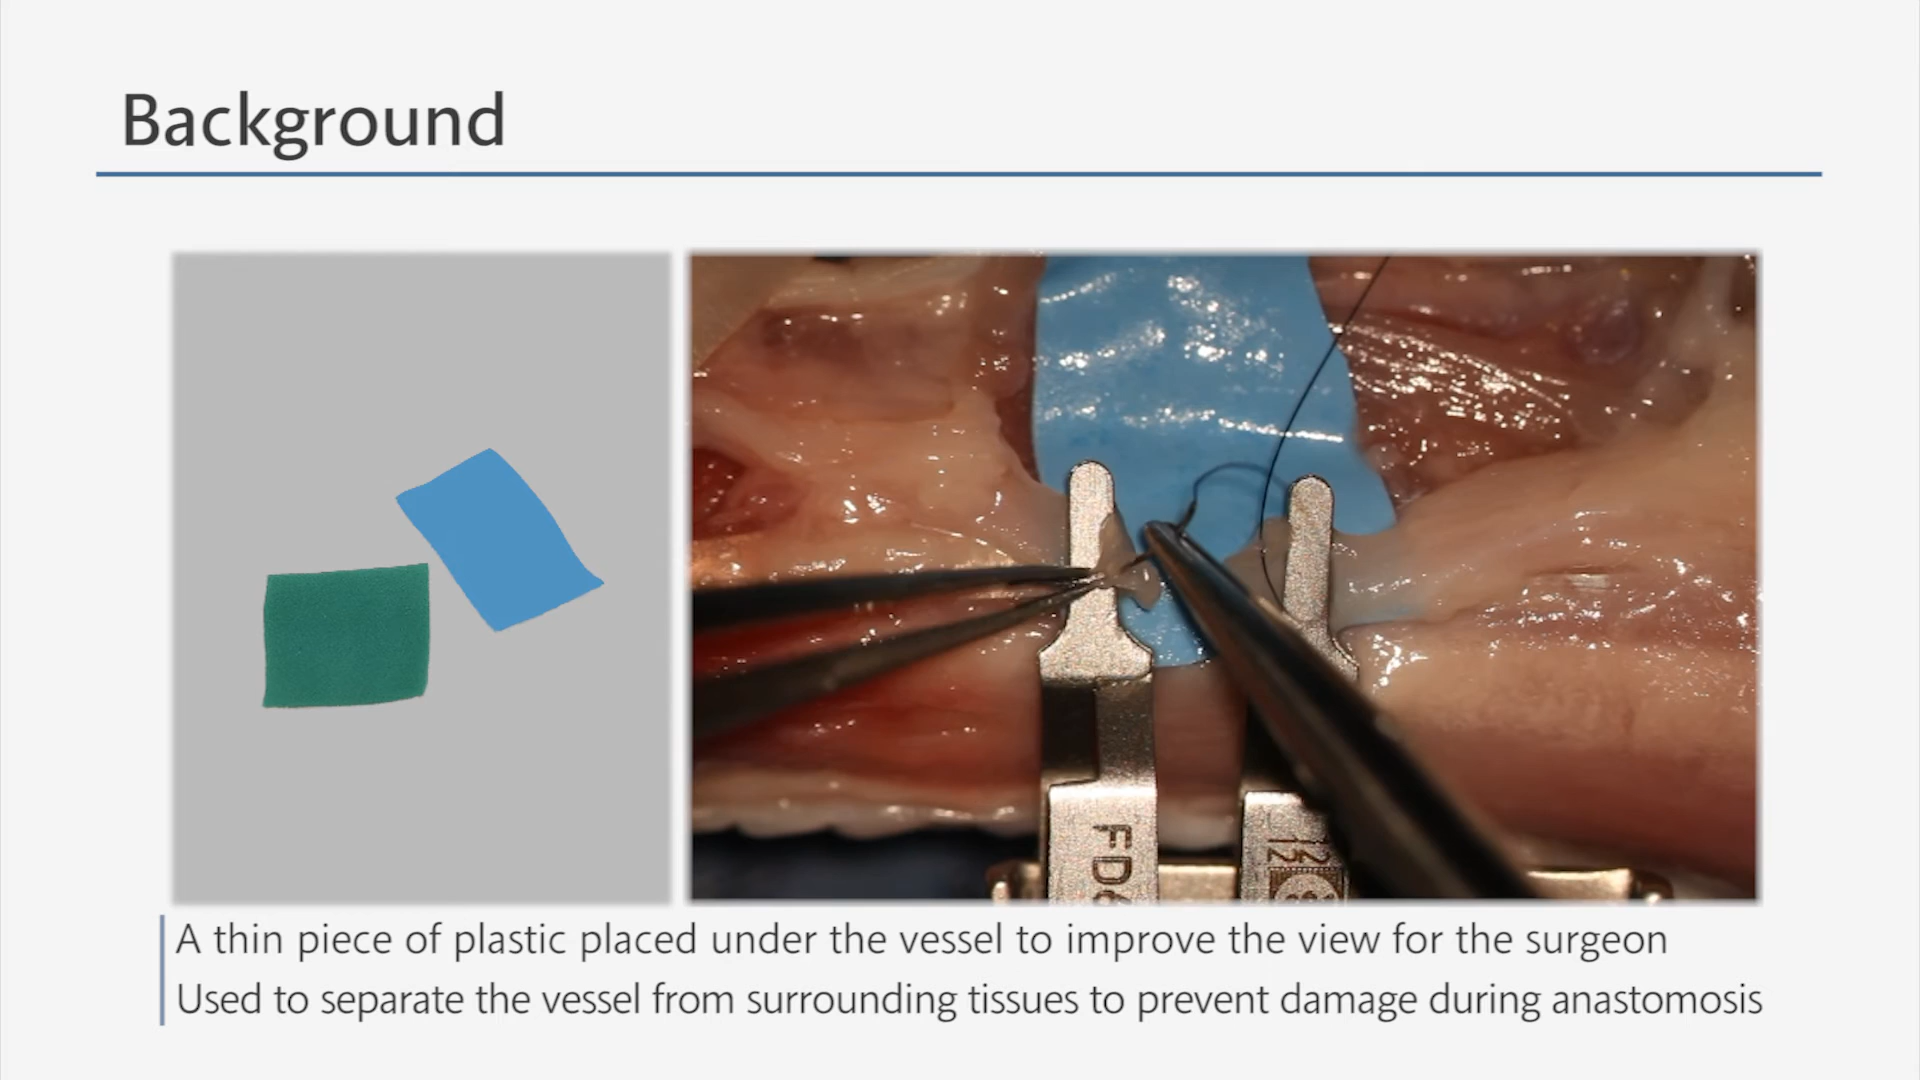 Background
A thin piece of plastic placed under the vessel to improve the view for the surgeon
Used to separate the vessel from surrounding tissues to prevent damage during anastomosis
FD